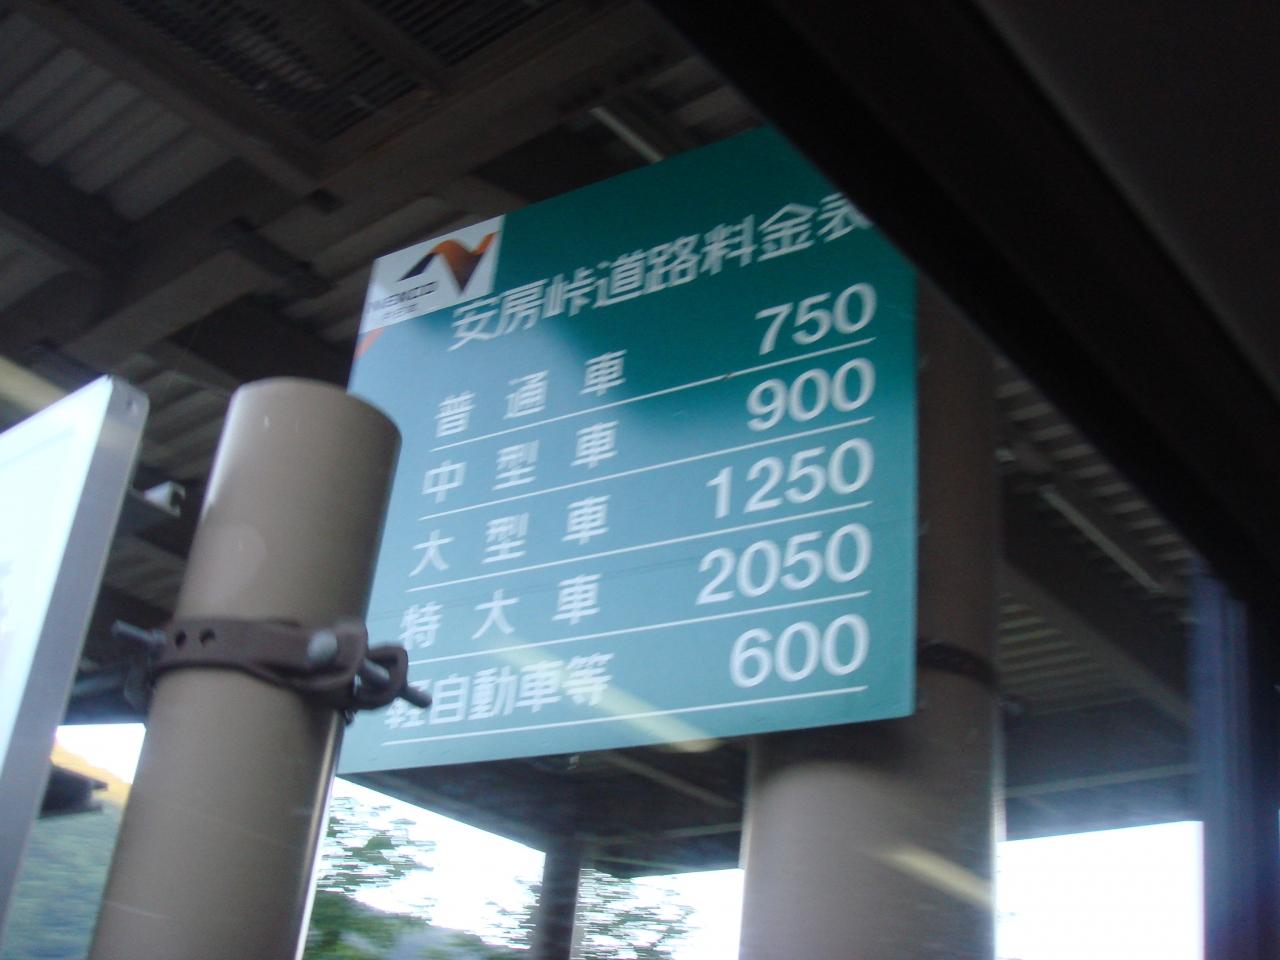 NEXCO
安房峠道路料金表
普通車 750
中型車 900
大型車 1250
特大車 2050
軽自動車等 600